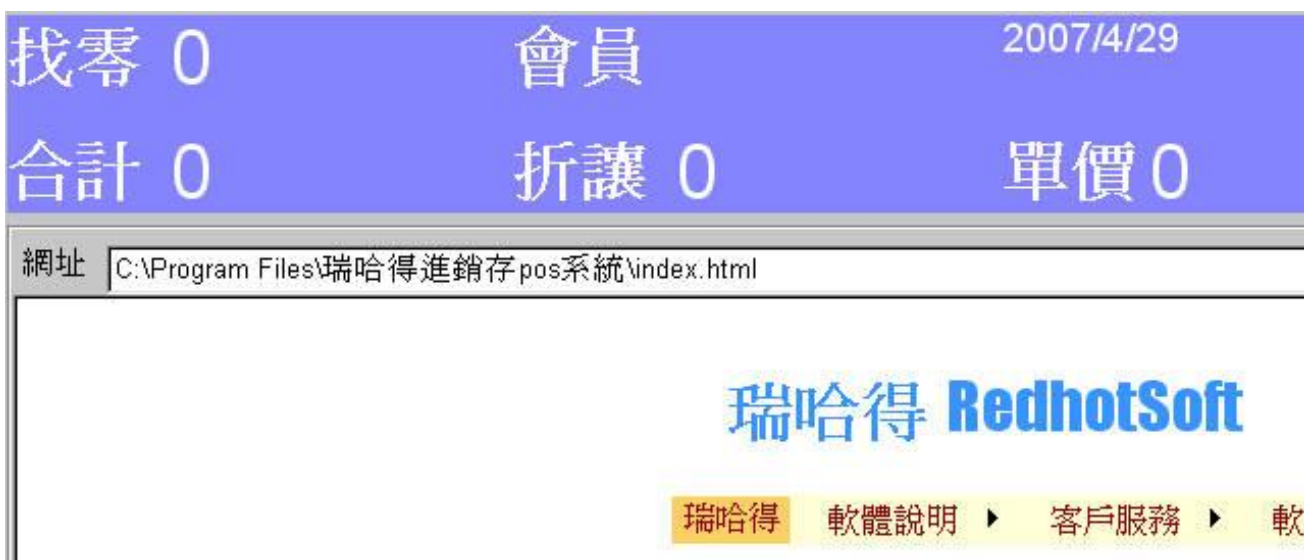 找零 0 會員 2007/4/29
合計 0 折讓 0 單價 0
網址 C:\Program Files\瑞哈得進銷存pos系統\index.html
瑞哈得 RedhotSoft
瑞哈得 軟體說明 客戶服務 軟